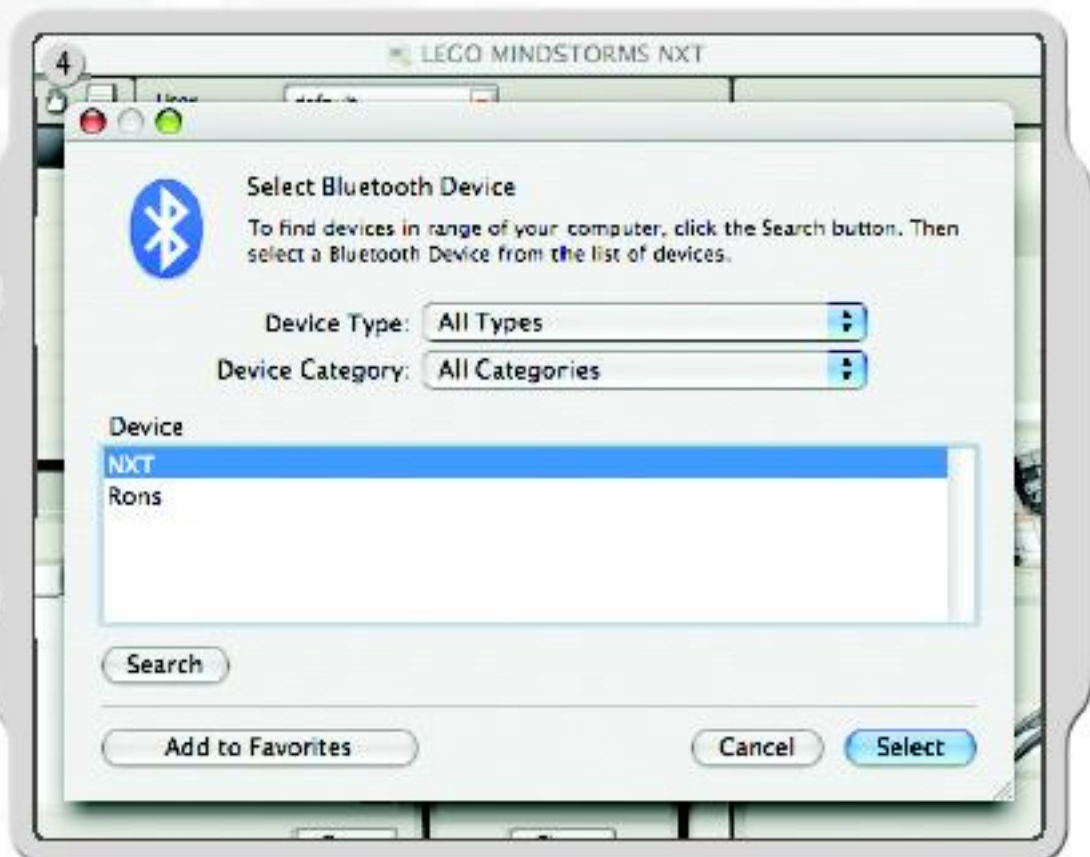 4
LEGO MINDSTORMS NXT
Select Bluetooth Device
To find devices in range of your computer, click the Search button. Then
select a Bluetooth Device from the list of devices.
Device Type: All Types
Device Category: All Categories
Device
NXT
Rons
Search
Add to Favorites Cancel Select